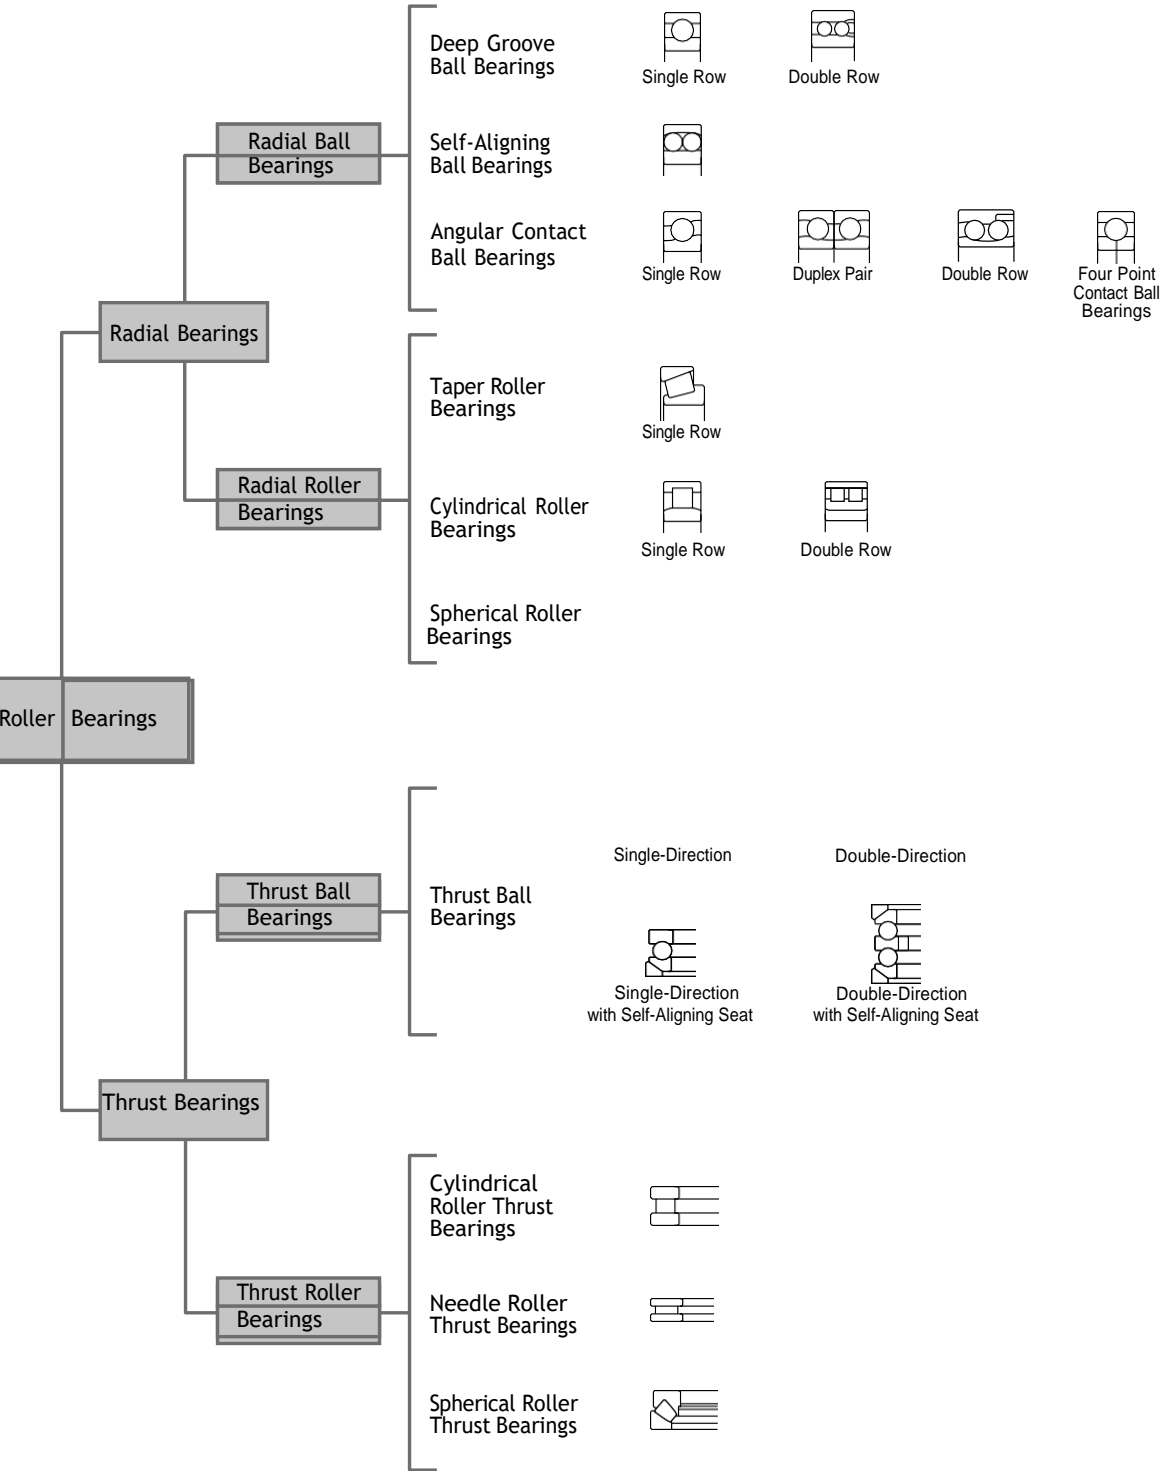 Deep Groove
Ball Bearings
Single Row
Double Row
Radial Ball
Bearings
Self-Aligning
Ball Bearings
Angular Contact
Ball Bearings
Single Row
Duplex Pair
Double Row
Four Point
Contact Ball
Bearings
Radial Bearings
Taper Roller
Bearings
Single Row
Radial Roller
Bearings
Cylindrical Roller
Bearings
Single Row
Double Row
Spherical Roller
Bearings
Roller Bearings
Single-Direction
Double-Direction
Thrust Ball
Bearings
Thrust Ball
Bearings
Single-Direction
with Self-Aligning Seat
Double-Direction
with Self-Aligning Seat
Thrust Bearings
Cylindrical
Roller Thrust
Bearings
Thrust Roller
Bearings
Needle Roller
Thrust Bearings
Spherical Roller
Thrust Bearings